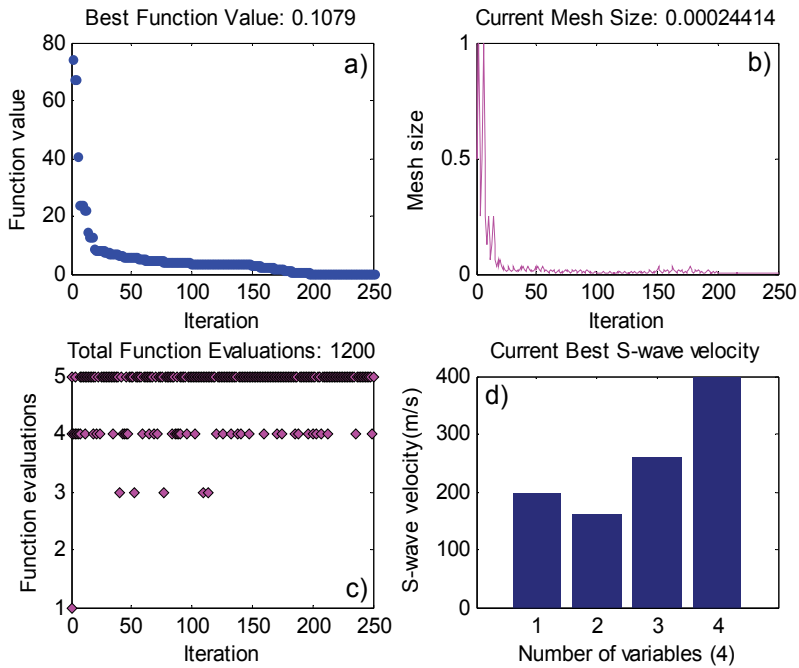 Best Function Value: 0.1079
80
60
40
20
0
Function value
a)
0 50 100 150 200 250
Iteration
Current Mesh Size: 0.00024414
1
0.5
0
Mesh size
b)
0 50 100 150 200 250
Iteration
Total Function Evaluations: 1200
5
4
3
2
1
Function evaluations
c)
0 50 100 150 200 250
Iteration
Current Best S-wave velocity
400
300
200
100
0
S-wave velocity(m/s)
d)
1 2 3 4
Number of variables (4)